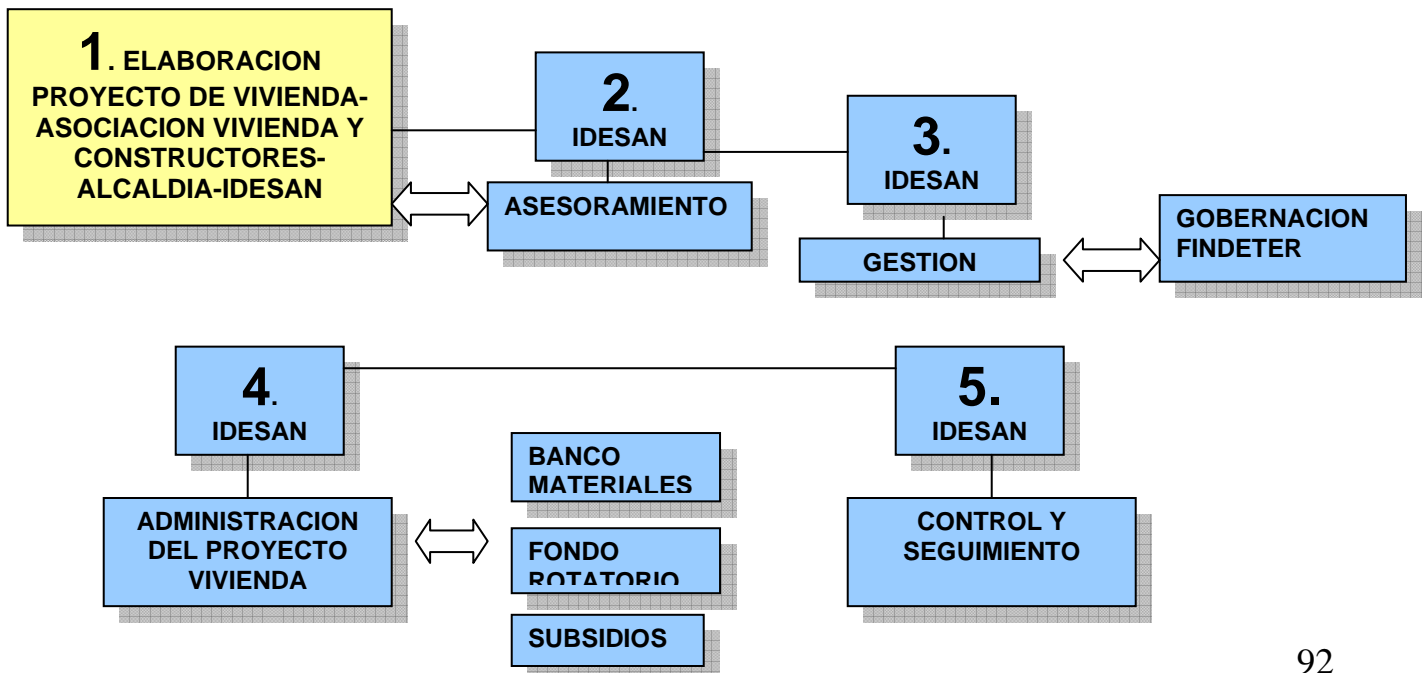 1. ELABORACION
PROYECTO DE VIVIENDA-
ASOCIACION VIVIENDA Y
CONSTRUCTORES-
ALCALDIA-IDESAN
2.
IDESAN
ASESORAMIENTO
3.
IDESAN
GESTION
GOBERNACION
FINDETER
4.
IDESAN
ADMINISTRACION
DEL PROYECTO
VIVIENDA
BANCO
MATERIALES
FONDO
ROTATORIO
SUBSIDIOS
5.
IDESAN
CONTROL Y
SEGUIMIENTO
92